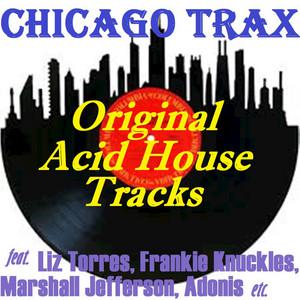 CHICAGO TRAX
Original
Acid House
Tracks
feat. Liz Torres, Frankie Knuckles,
Marshall Jefferson, Adonis etc.